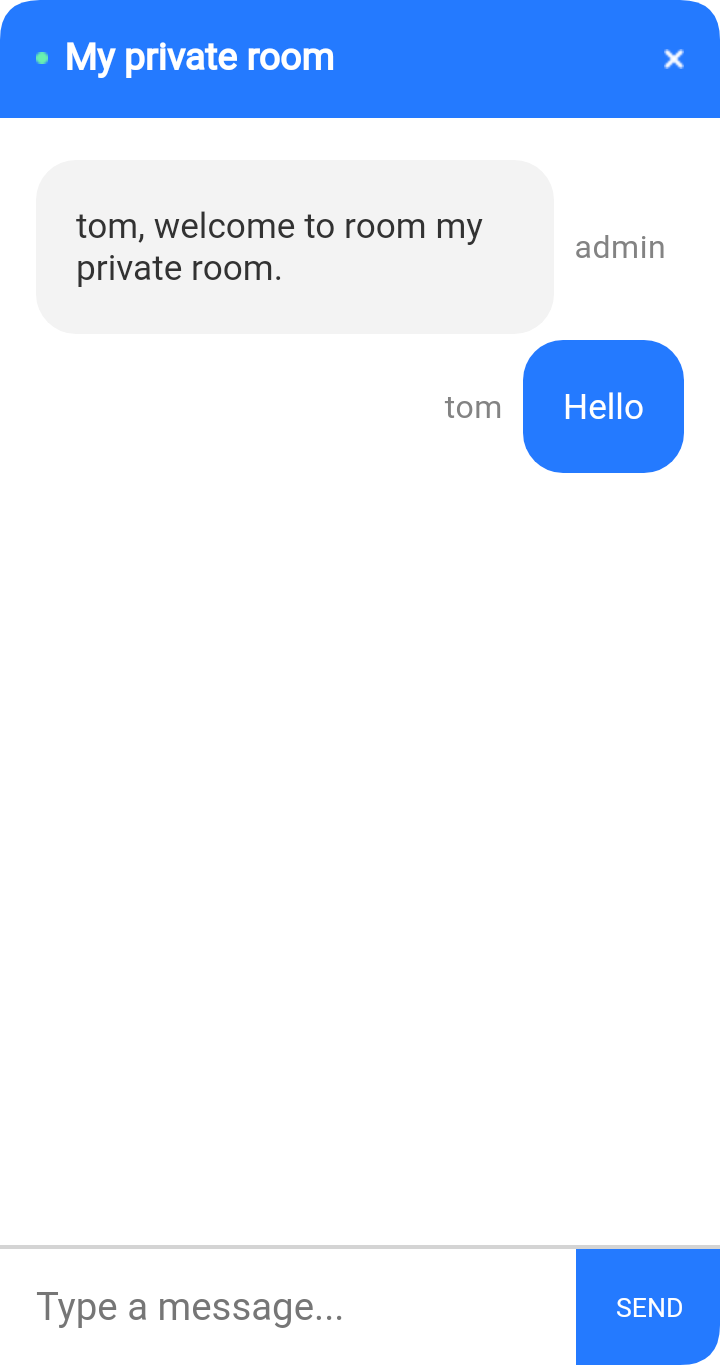 My private room
×
tom, welcome to room my
private room.
admin
tom
Hello
Type a message...
SEND